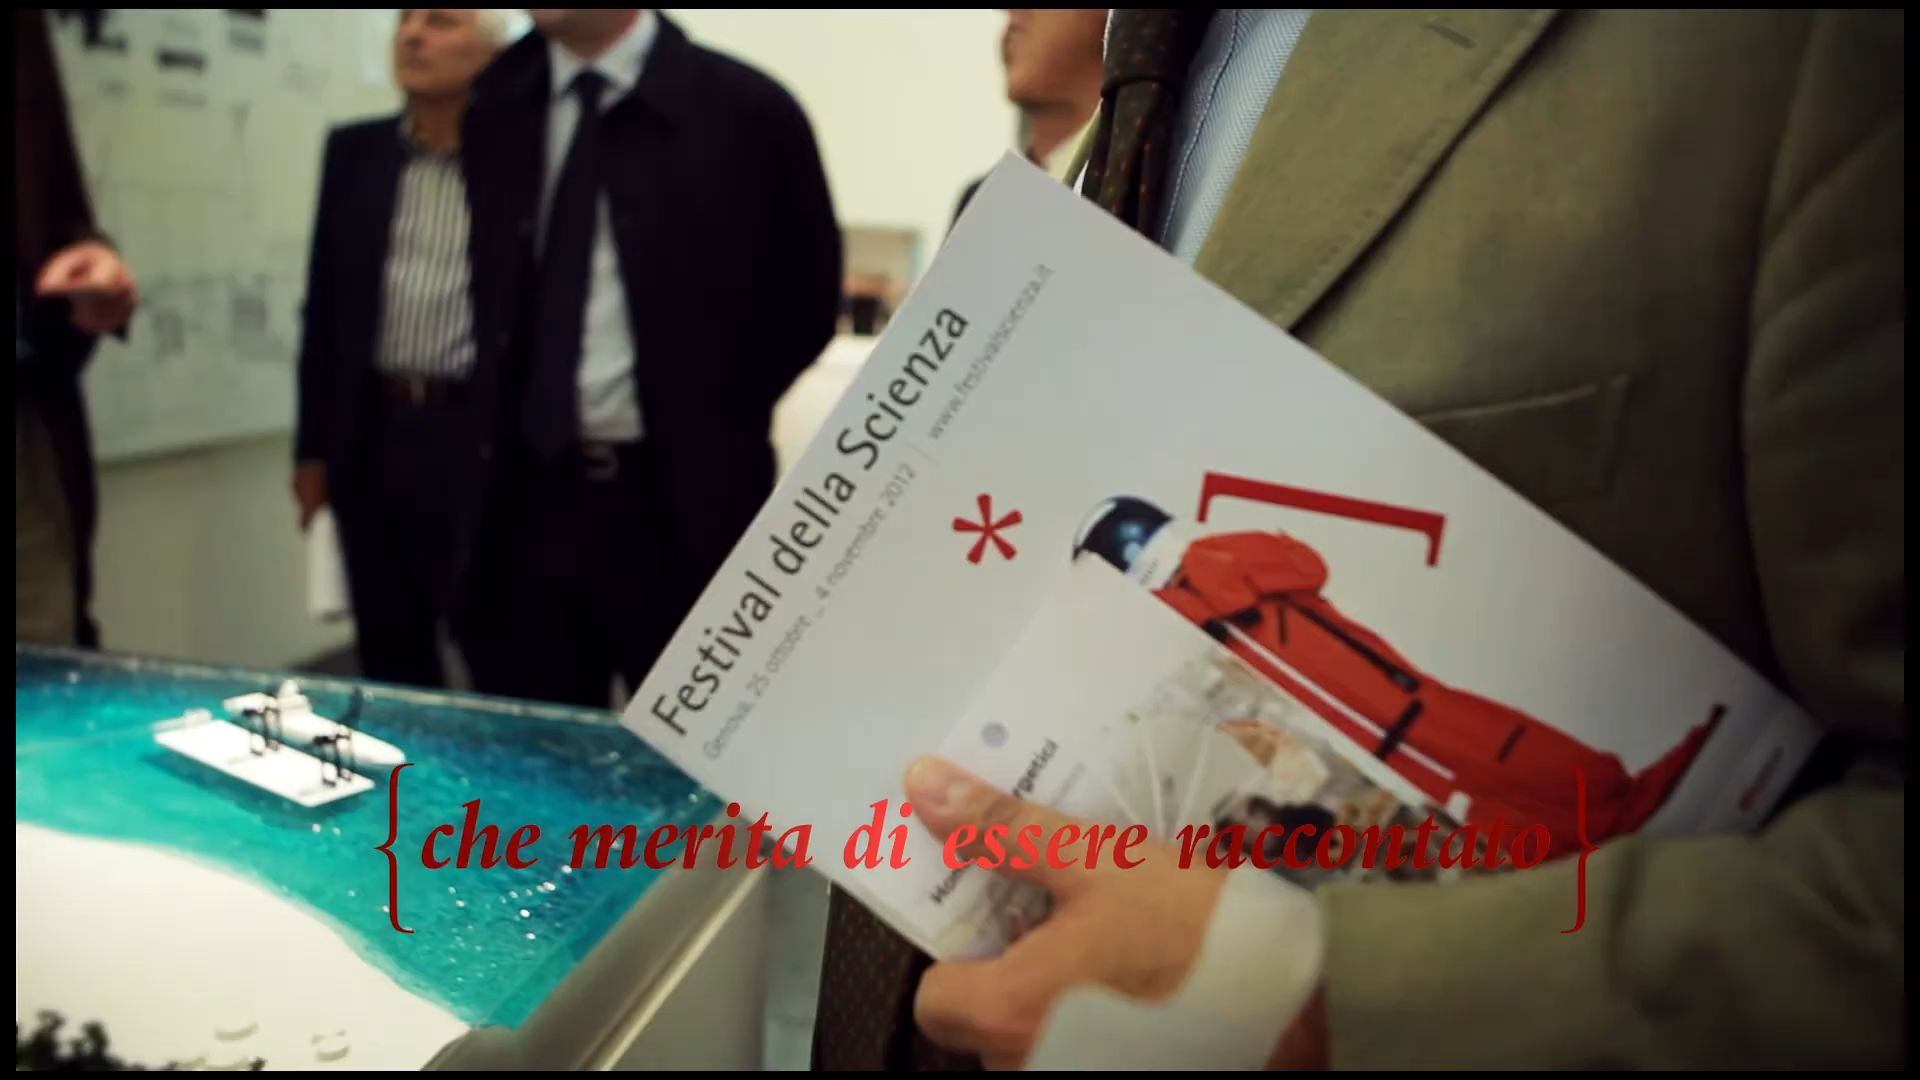 Festival della Scienza
Genova, 25 ottobre _ 4 novembre 2012 | www.festivalscienza.it
*
[
{che merita di essere raccontato}